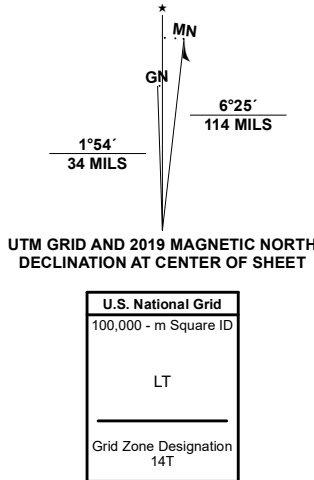 MN
GN
6°25´
114 MILS
1°54´
34 MILS
UTM GRID AND 2019 MAGNETIC NORTH
DECLINATION AT CENTER OF SHEET
U.S. National Grid
100,000 - m Square ID
LT
Grid Zone Designation
14T